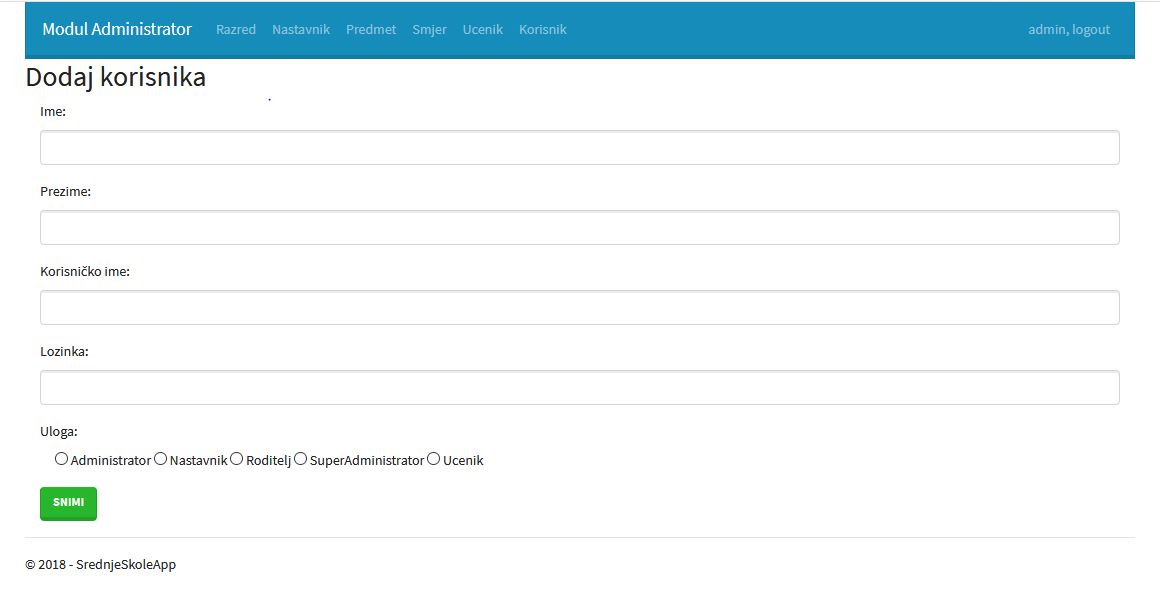 Modul Administrator Razred Nastavnik Predmet Smjer Ucenik Korisnik admin, logout
Dodaj korisnika
Ime:
Prezime:
Korisničko ime:
Lozinka:
Uloga:
Administrator Nastavnik Roditelj SuperAdministrator Ucenik
SNIMI
© 2018 - SrednjeSkoleApp